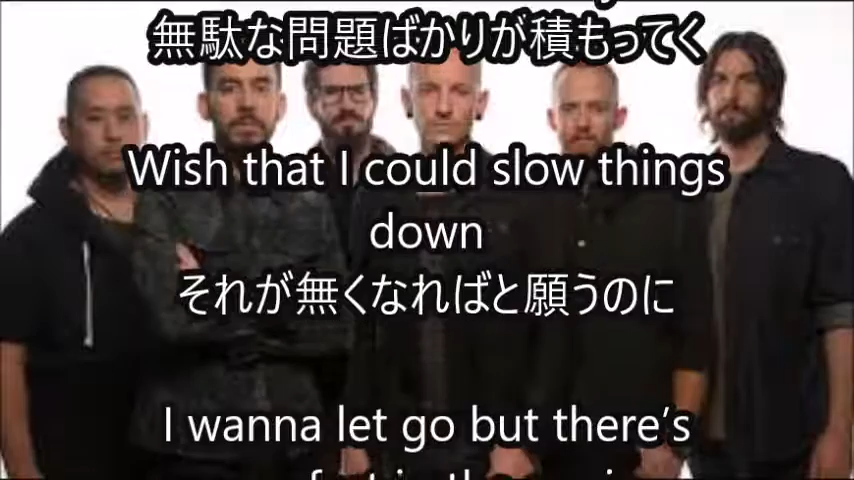 無駄な問題ばかりが積もってく
Wish that I could slow things
down
それが無くなればと願うのに
I wanna let go but there's